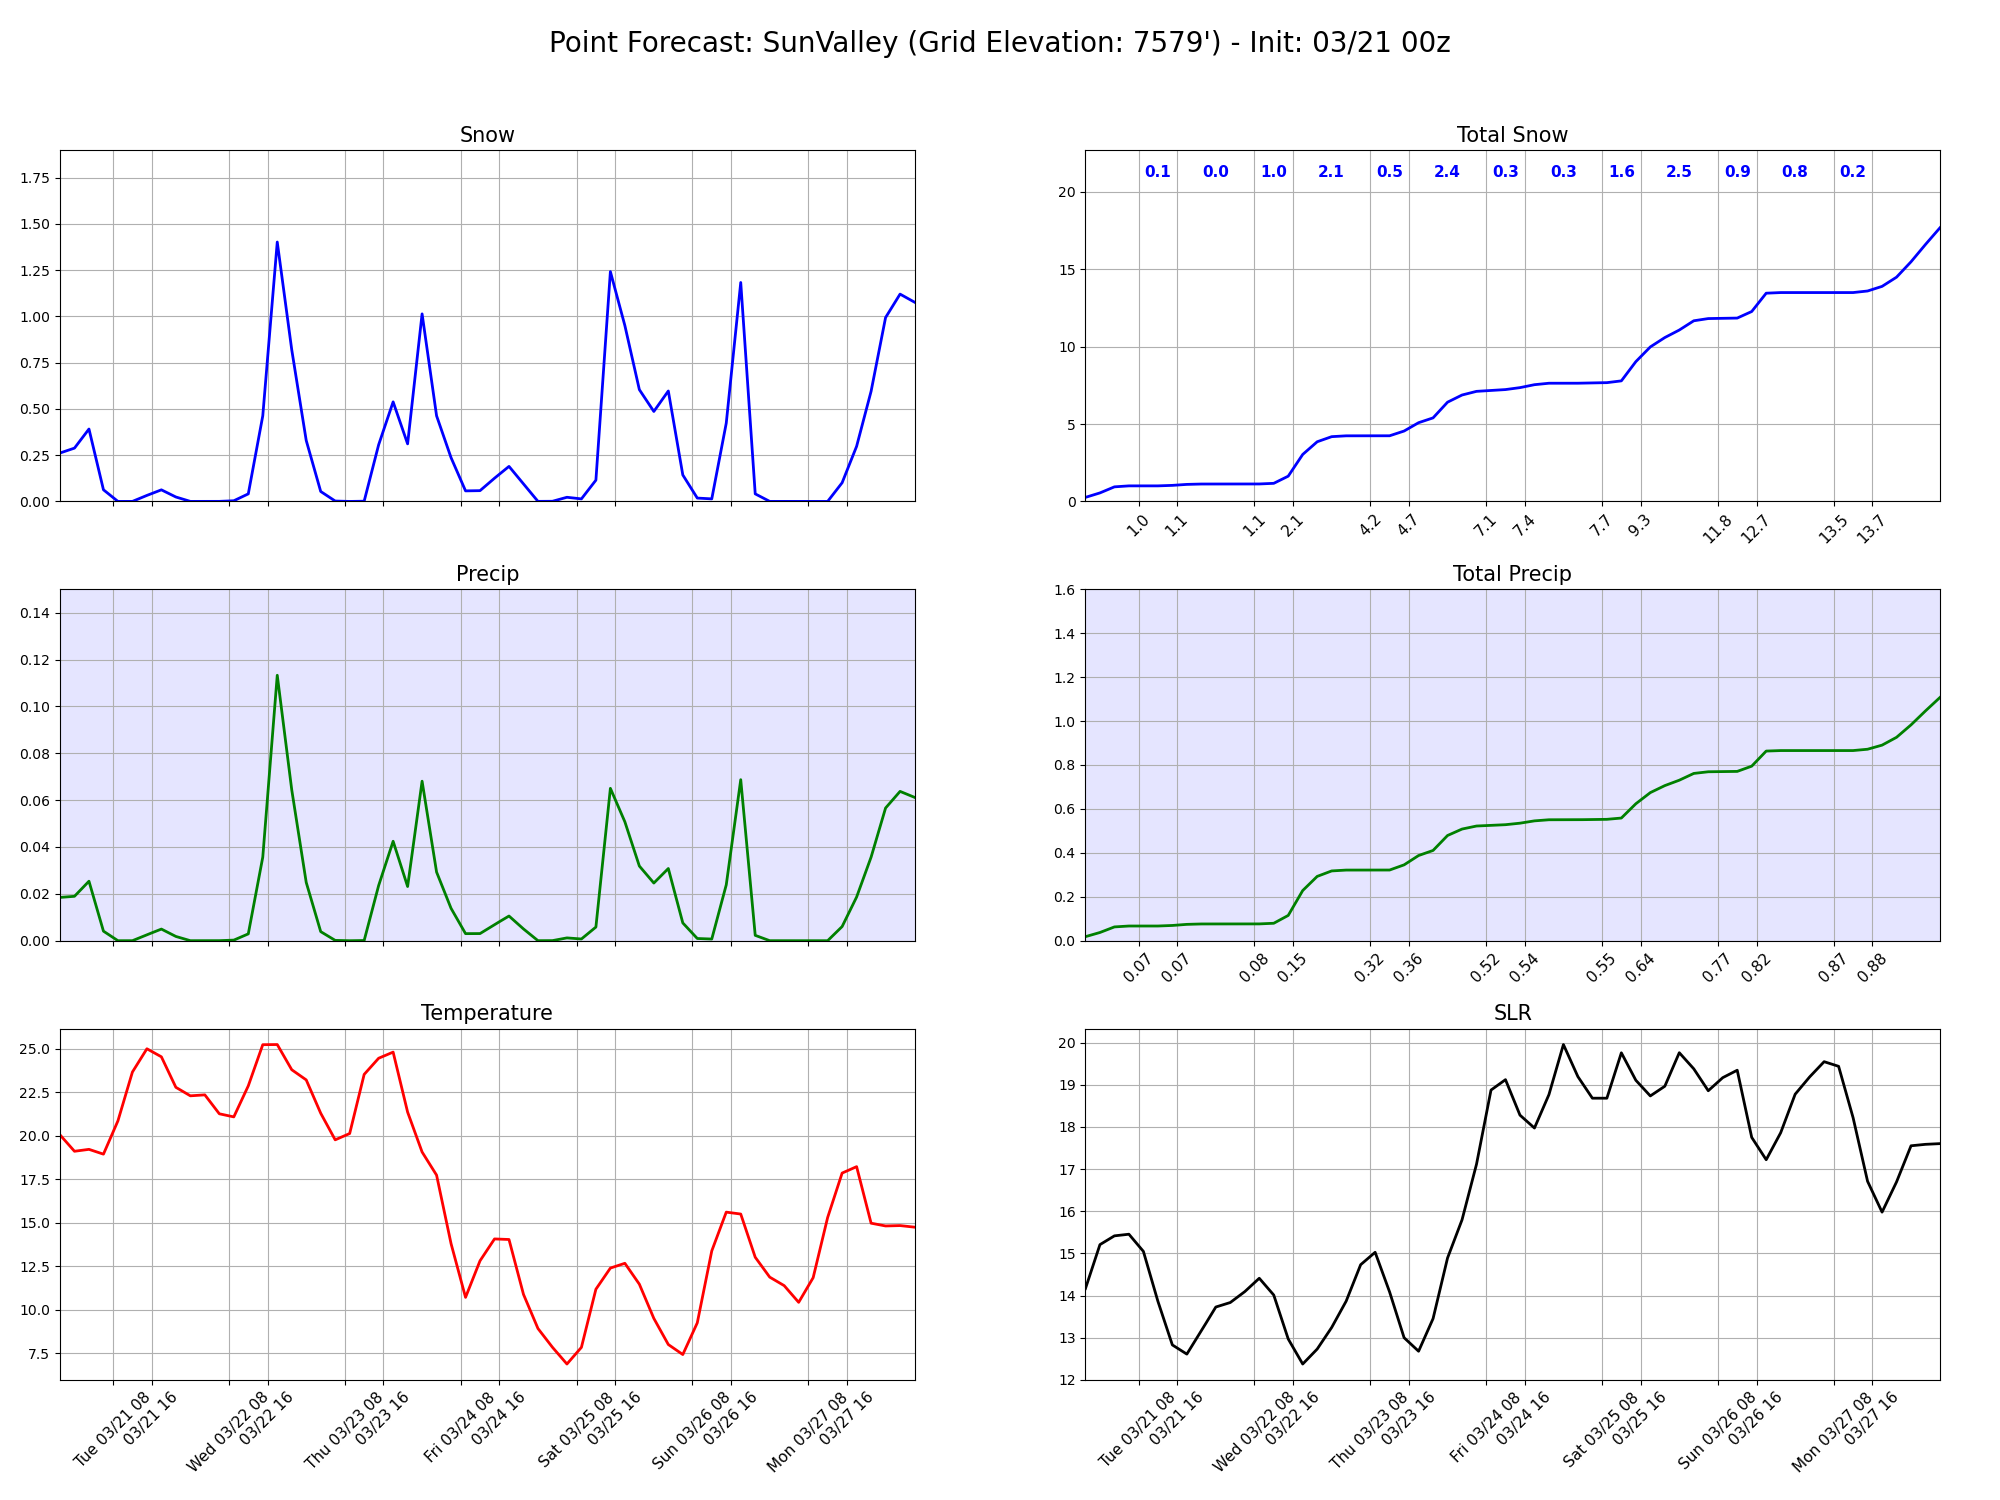 Point Forecast: SunValley (Grid Elevation: 7579') - Init: 03/21 00z
Snow
1.75
1.50
1.25
1.00
0.75
0.50
0.25
0.00
Total Snow
0.1 0.0 1.0 2.1 0.5 2.4 0.3 0.3 1.6 2.5 0.9 0.8 0.2
20
15
10
5
0
1.0 1.1 1.1 2.1 4.2 4.7 7.1 7.4 7.7 9.3 11.8 12.7 13.5 13.7
Precip
0.14
0.12
0.10
0.08
0.06
0.04
0.02
0.00
Total Precip
1.6
1.4
1.2
1.0
0.8
0.6
0.4
0.2
0.0
0.07 0.07 0.08 0.15 0.32 0.36 0.52 0.54 0.55 0.64 0.77 0.82 0.87 0.88
Temperature
25.0
22.5
20.0
17.5
15.0
12.5
10.0
7.5
Tue 03/21 08
03/21 16
Wed 03/22 08
03/22 16
Thu 03/23 08
03/23 16
Fri 03/24 08
03/24 16
Sat 03/25 08
03/25 16
Sun 03/26 08
03/26 16
Mon 03/27 08
03/27 16
SLR
20
19
18
17
16
15
14
13
12
Tue 03/21 08
03/21 16
Wed 03/22 08
03/22 16
Thu 03/23 08
03/23 16
Fri 03/24 08
03/24 16
Sat 03/25 08
03/25 16
Sun 03/26 08
03/26 16
Mon 03/27 08
03/27 16